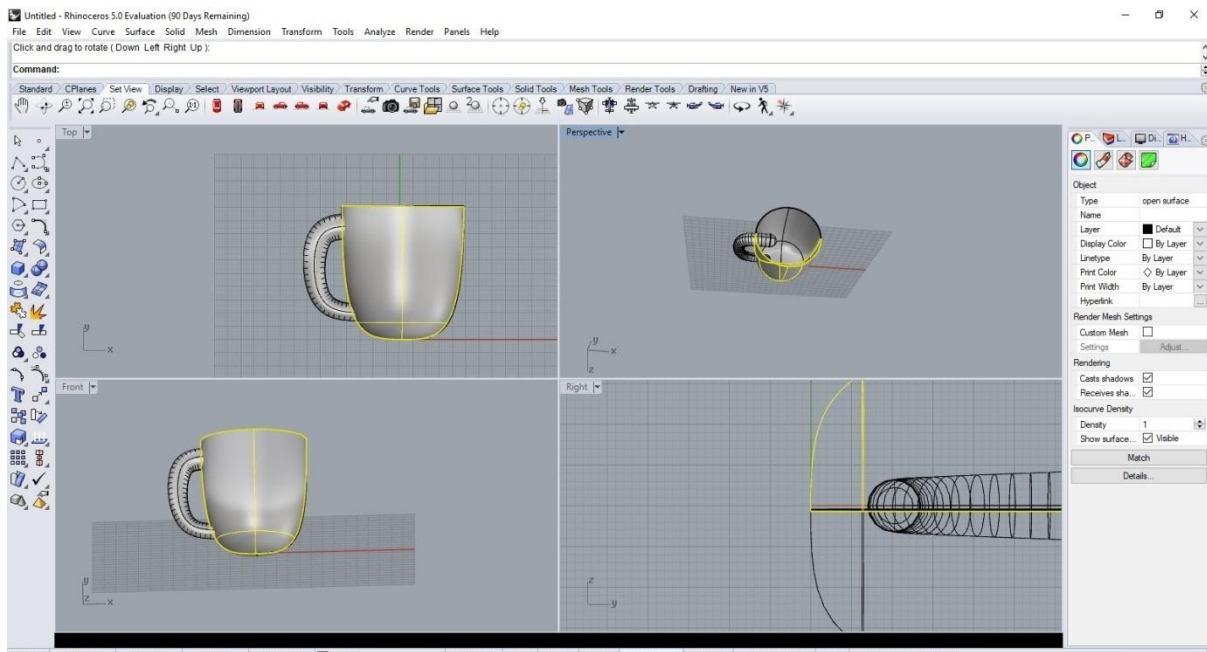 Untitled - Rhinoceros 5.0 Evaluation (90 Days Remaining)
File Edit View Curve Surface Solid Mesh Dimension Transform Tools Analyze Render Panels Help
Click and drag to rotate ( Down Left Right Up ):
Command:
Standard CPlanes Set View Display Select Viewport Layout Visibility Transform Curve Tools Surface Tools Solid Tools Mesh Tools Render Tools Drafting New in V5
Top
Perspective
y
x
y
x
z
Front
Right
y
z
x
z
y
P.. L.. Di.. H..
Object
Type open surface
Name
Layer Default
Display Color By Layer
Linetype By Layer
Print Color By Layer
Print Width By Layer
Hyperlink ...
Render Mesh Settings
Custom Mesh
Settings Adjust...
Rendering
Casts shadows
Receives sha...
Isocurve Density
Density 1
Show surface... Visible
Match
Details...